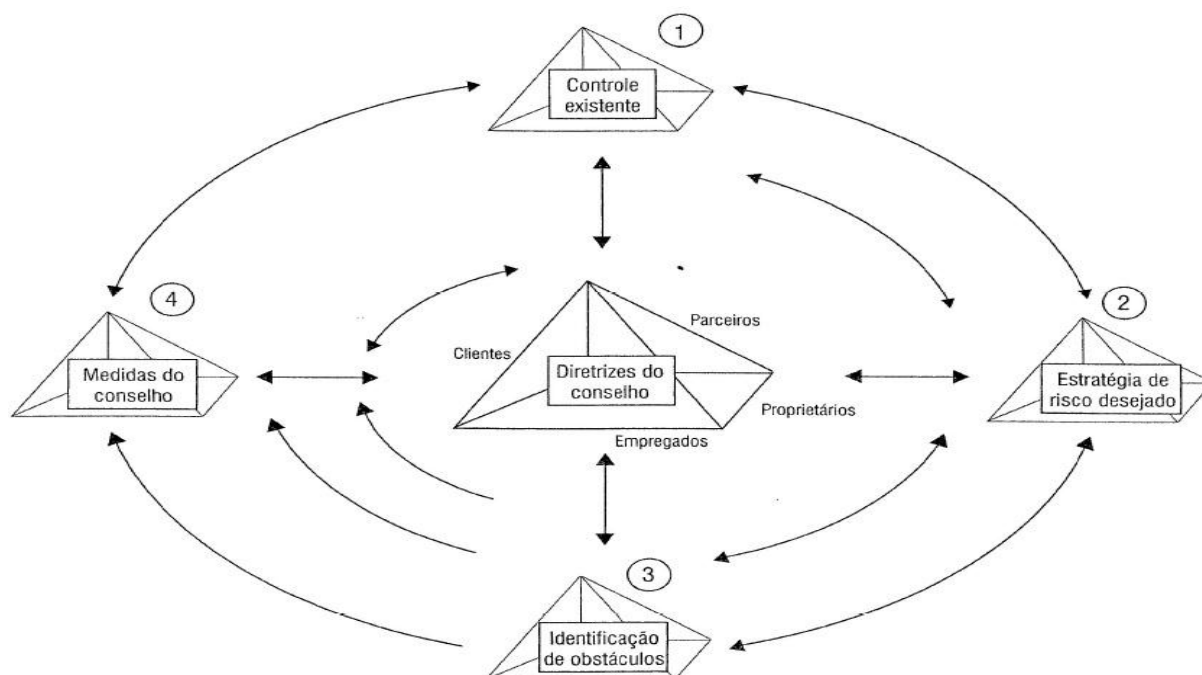 1
Controle
existente
4
2
Parceiros
Clientes
Medidas do
conselho
Diretrizes do
conselho
Estratégia de
risco desejado
Proprietários
Empregados
3
Identificação
de obstáculos